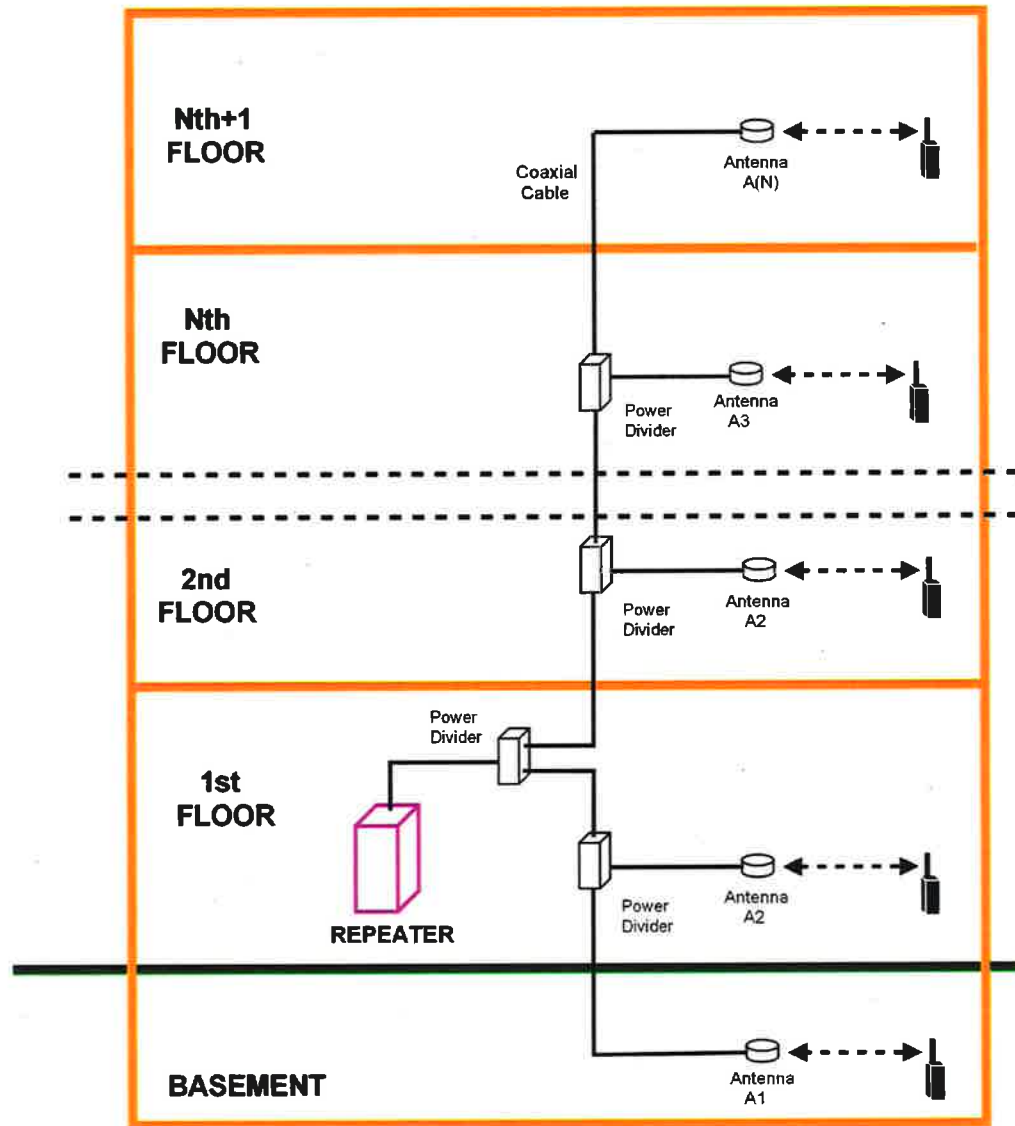 Nth+1
FLOOR
Coaxial
Cable
Antenna
A(N)
Nth
FLOOR
Power
Divider
Antenna
A3
2nd
FLOOR
Power
Divider
Antenna
A2
Power
Divider
1st
FLOOR
REPEATER
Power
Divider
Antenna
A2
BASEMENT
Antenna
A1